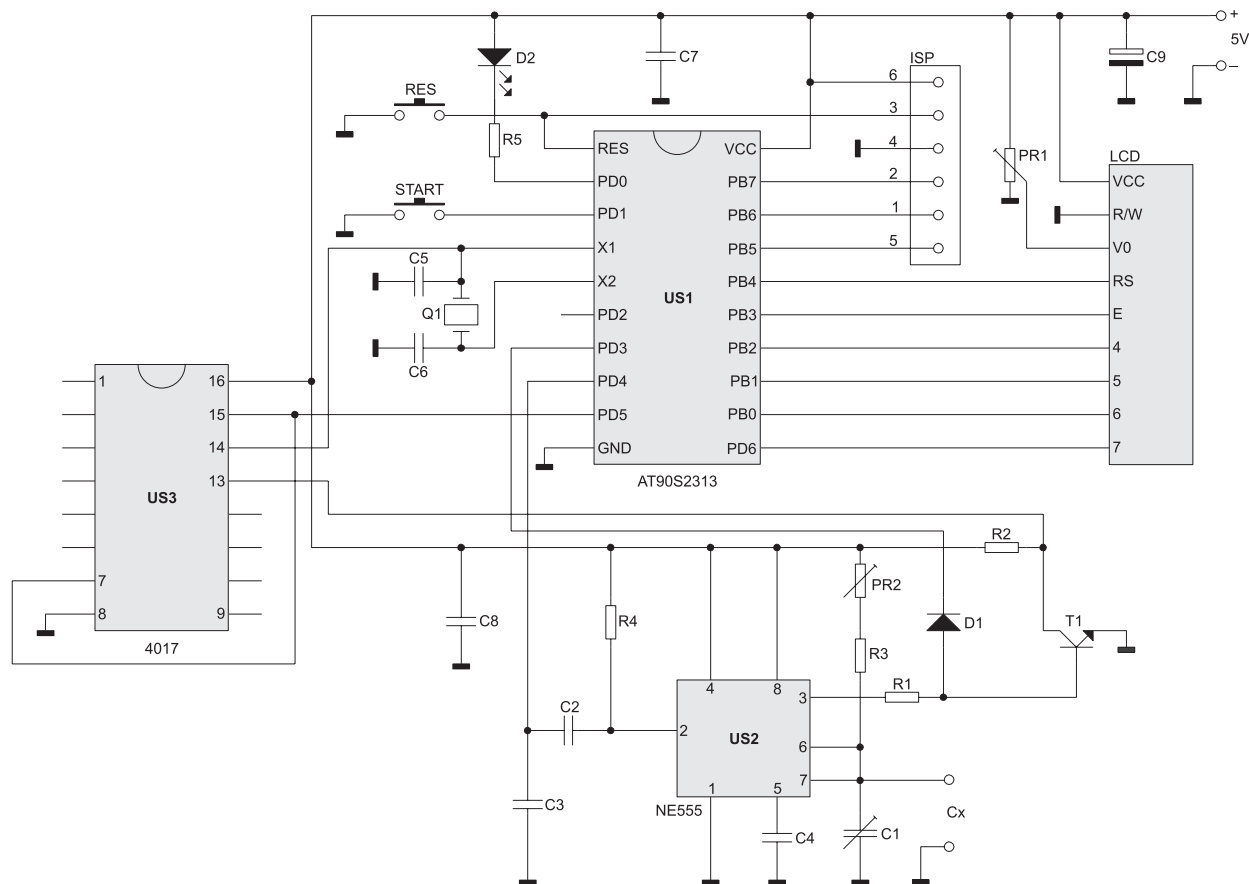 +
5V
–
D2
C7
C9
ISP
6
RES
3
R5
4
PR1
LCD
RES
VCC
VCC
PD0
PB7
2
START
PD1
PB6
1
R/W
X1
PB5
5
V0
C5
X2
US1
PB4
RS
Q1
PD2
PB3
E
C6
PD3
PB2
4
1
16
PD4
PB1
5
15
PD5
PB0
6
14
GND
PD6
7
13
AT90S2313
US3
R2
PR2
7
8
9
4017
C8
R4
D1
T1
R3
4
8
3
R1
C2
2
US2
6
7
C3
1
5
NE555
C4
C1
Cx